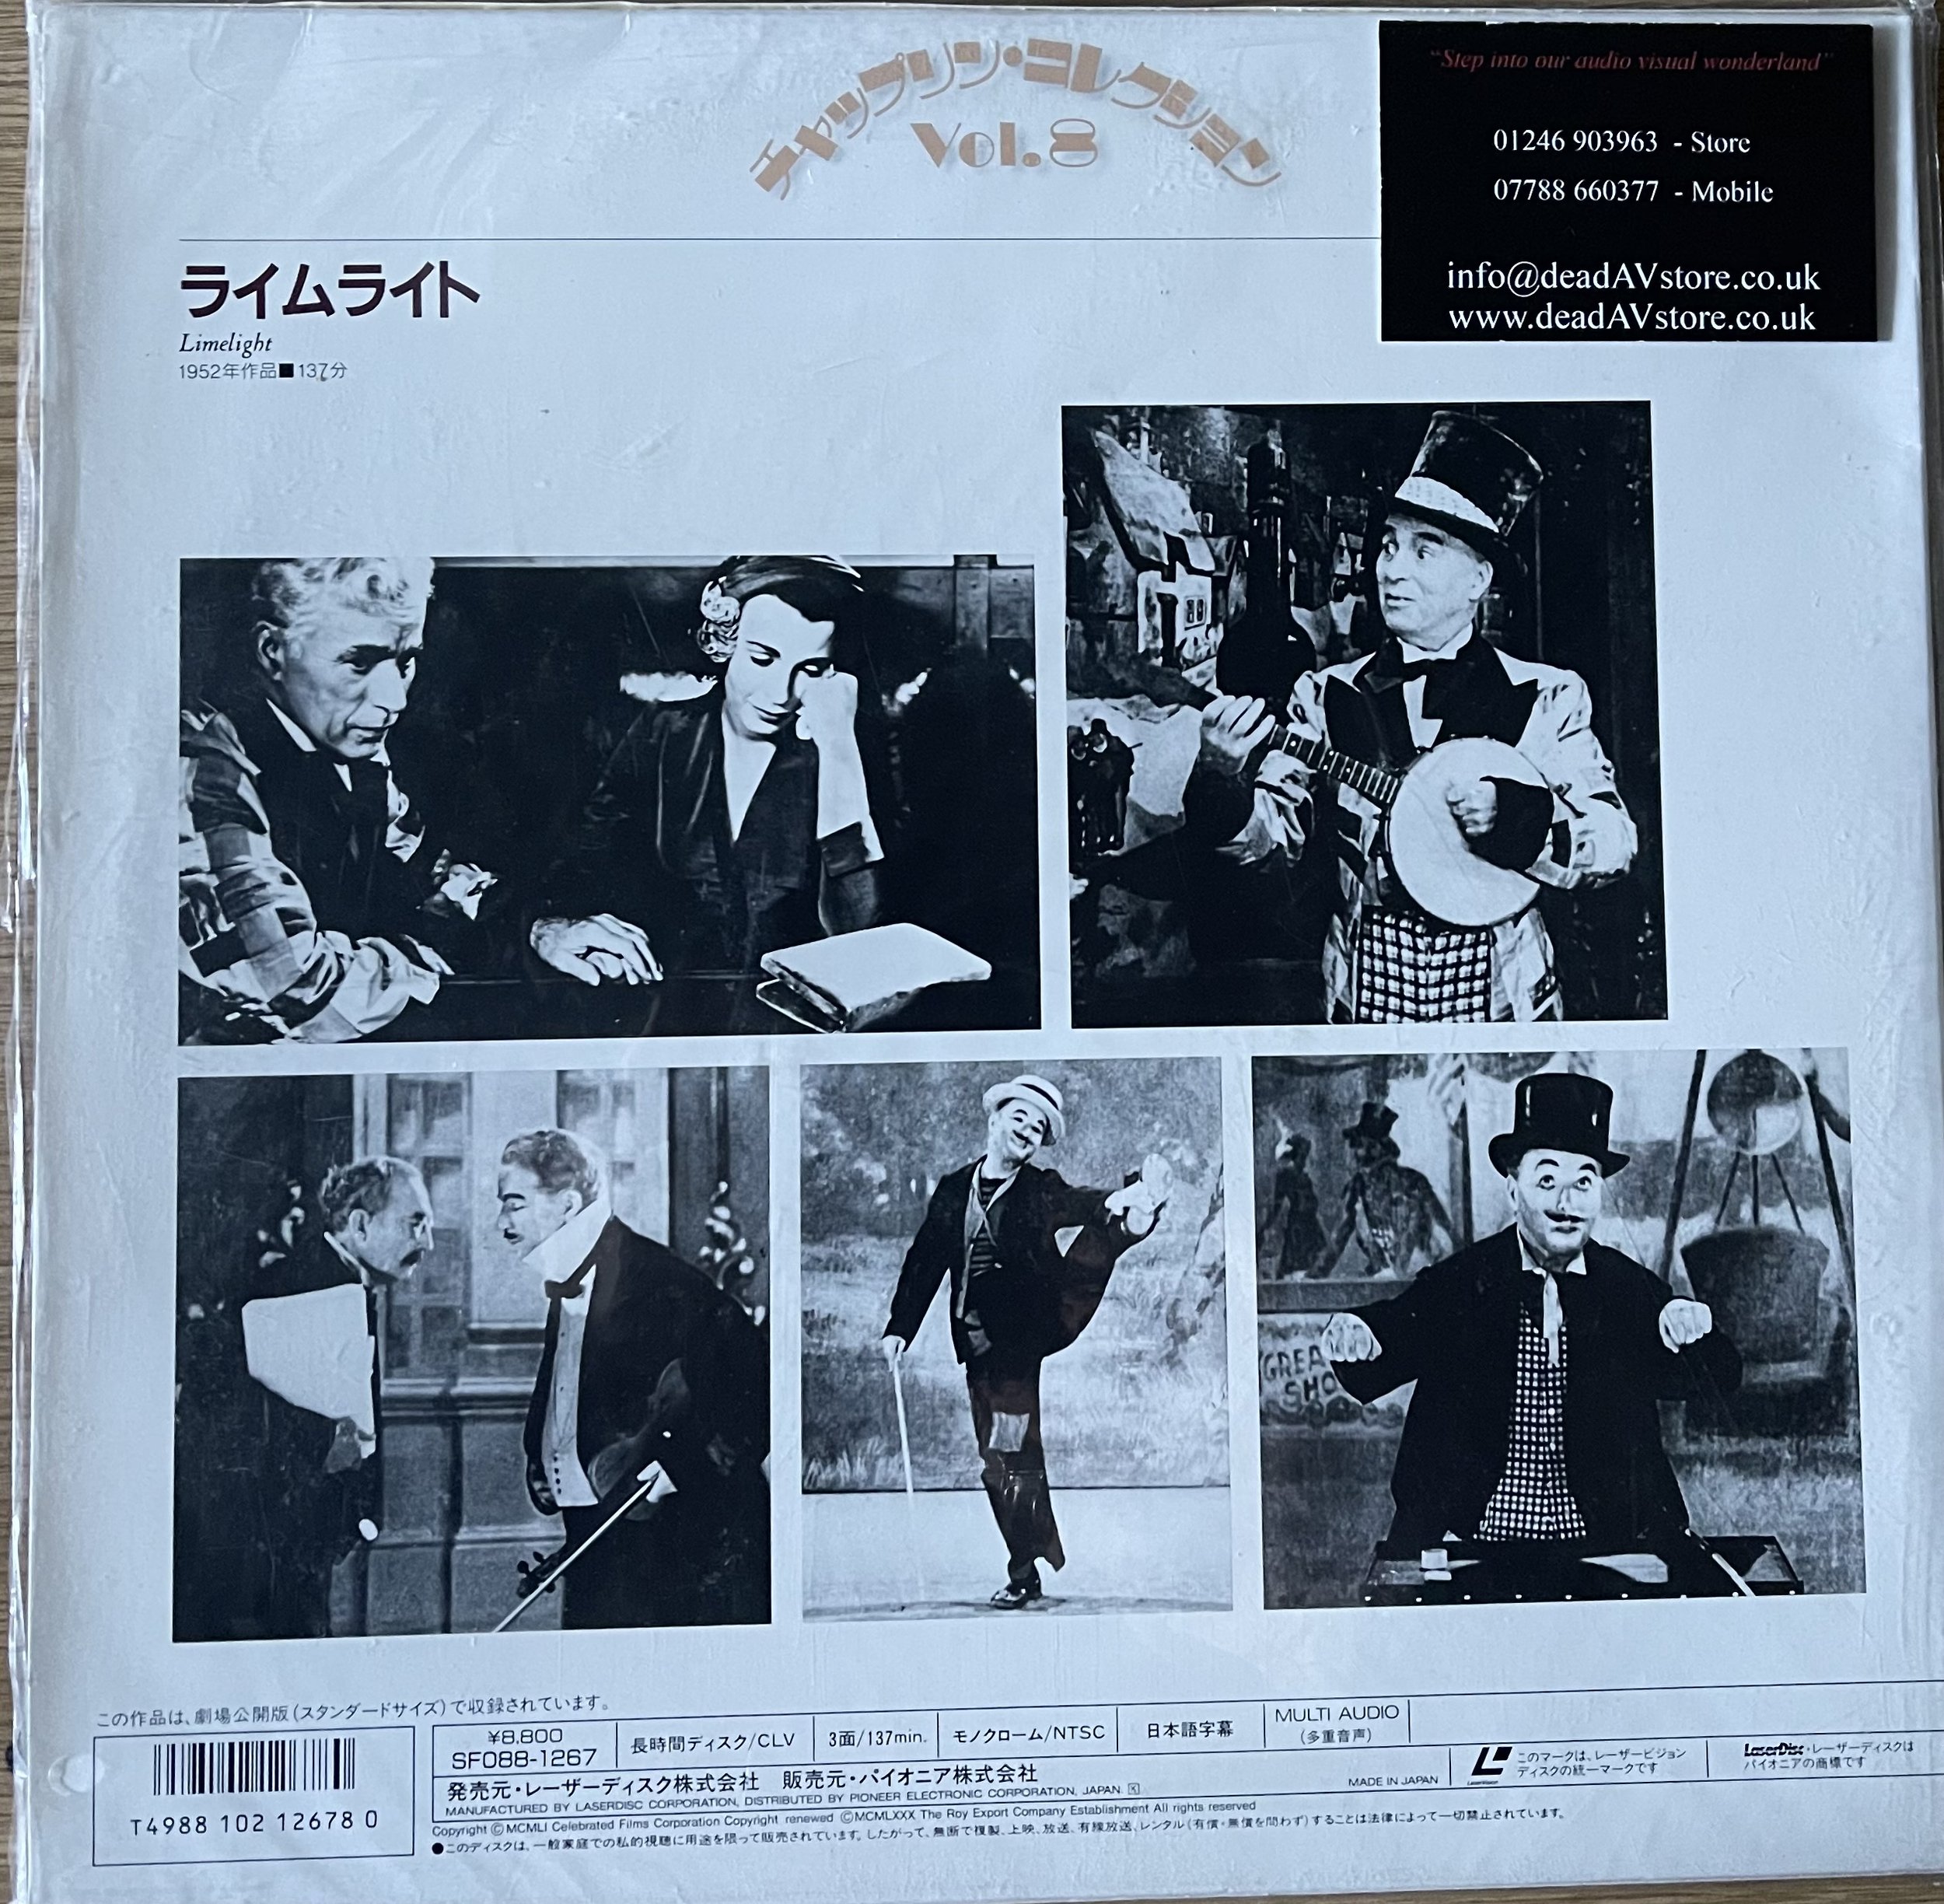 チャップリン・コレクション
Vol.8
"Step into our audio visual wonderland"
01246 903963 - Store
07788 660377 - Mobile
info@deadAVstore.co.uk
www.deadAVstore.co.uk
ライムライト
Limelight
1952年作品■137分
GREA
SHO
この作品は、劇場公開版(スタンダードサイズ)で収録されています。
T4988 102 12678 0
¥8,800
SF088-1267
長時間ディスク/CLV
3面/137min.
モノクローム/NTSC
日本語字幕
MULTI AUDIO
(多重音声)
発売元・レーザーディスク株式会社 販売元・パイオニア株式会社
MANUFACTURED BY LASERDISC CORPORATION, DISTRIBUTED BY PIONEER ELECTRONIC CORPORATION, JAPAN.
MADE IN JAPAN
LaserVision
このマークは、レーザービジョン
ディスクの統一マークです
LaserDisc・レーザーディスクは
パイオニアの商標です
Copyright ©MCMLI Celebrated Films Corporation Copyright renewed ©MCMLXXX The Roy Export Company Establishment All rights reserved
●このディスクは、一般家庭での私的視聴に用途を限って販売されています。したがって、無断で複製、上映、放送、有線放送、レンタル(有償・無償を問わず)することは法律によって一切禁止されています。